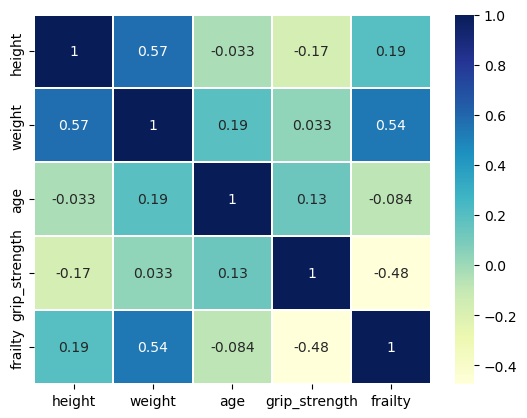 height 1 0.57 -0.033 -0.17 0.19
weight 0.57 1 0.19 0.033 0.54
age -0.033 0.19 1 0.13 -0.084
grip_strength -0.17 0.033 0.13 1 -0.48
frailty 0.19 0.54 -0.084 -0.48 1
height weight age grip_strength frailty
1.0
0.8
0.6
0.4
0.2
0.0
−0.2
−0.4